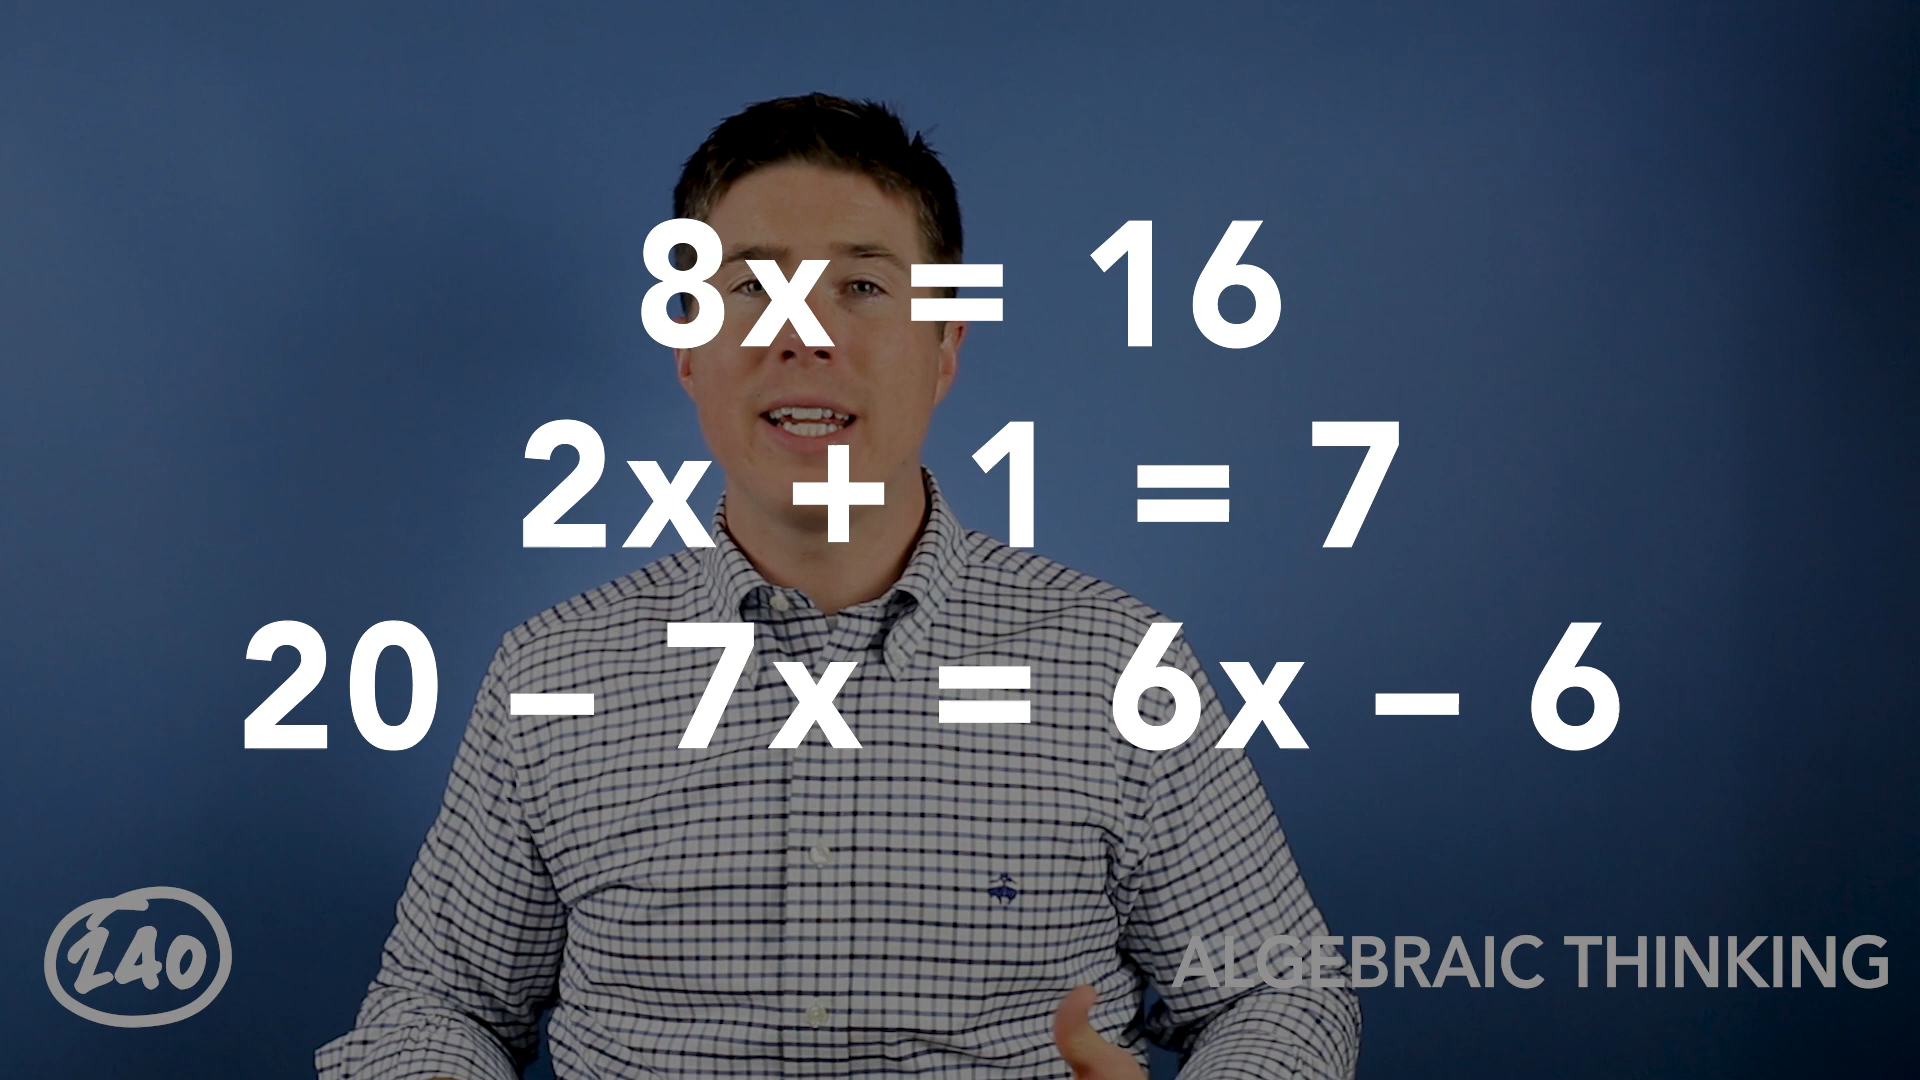 8x = 16
2x + 1 = 7
20 – 7x = 6x – 6
240
ALGEBRAIC THINKING